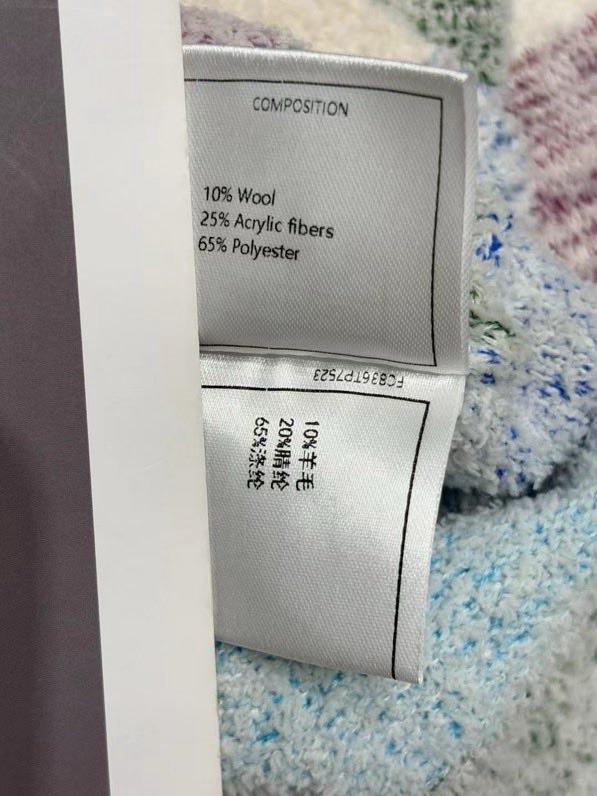 COMPOSITION
10% Wool
25% Acrylic fibers
65% Polyester
FC836TP7523
10%羊毛
20%腈纶
65%涤纶